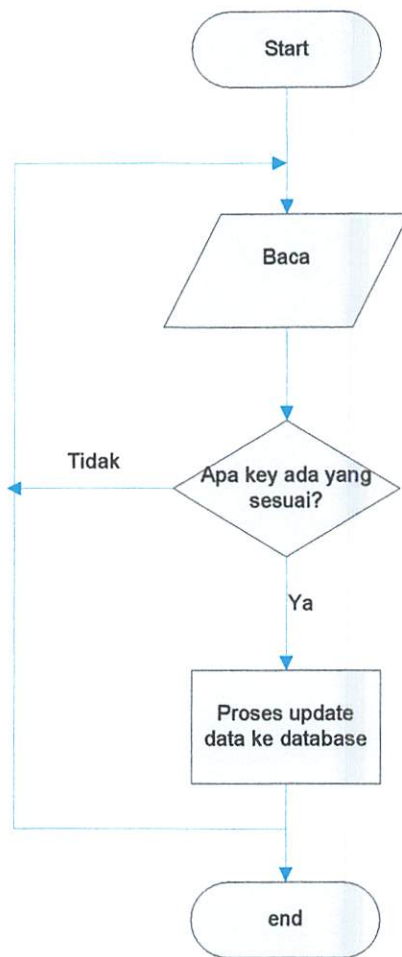 Start
Baca
Tidak
Apa key ada yang
sesuai?
Ya
Proses update
data ke database
end